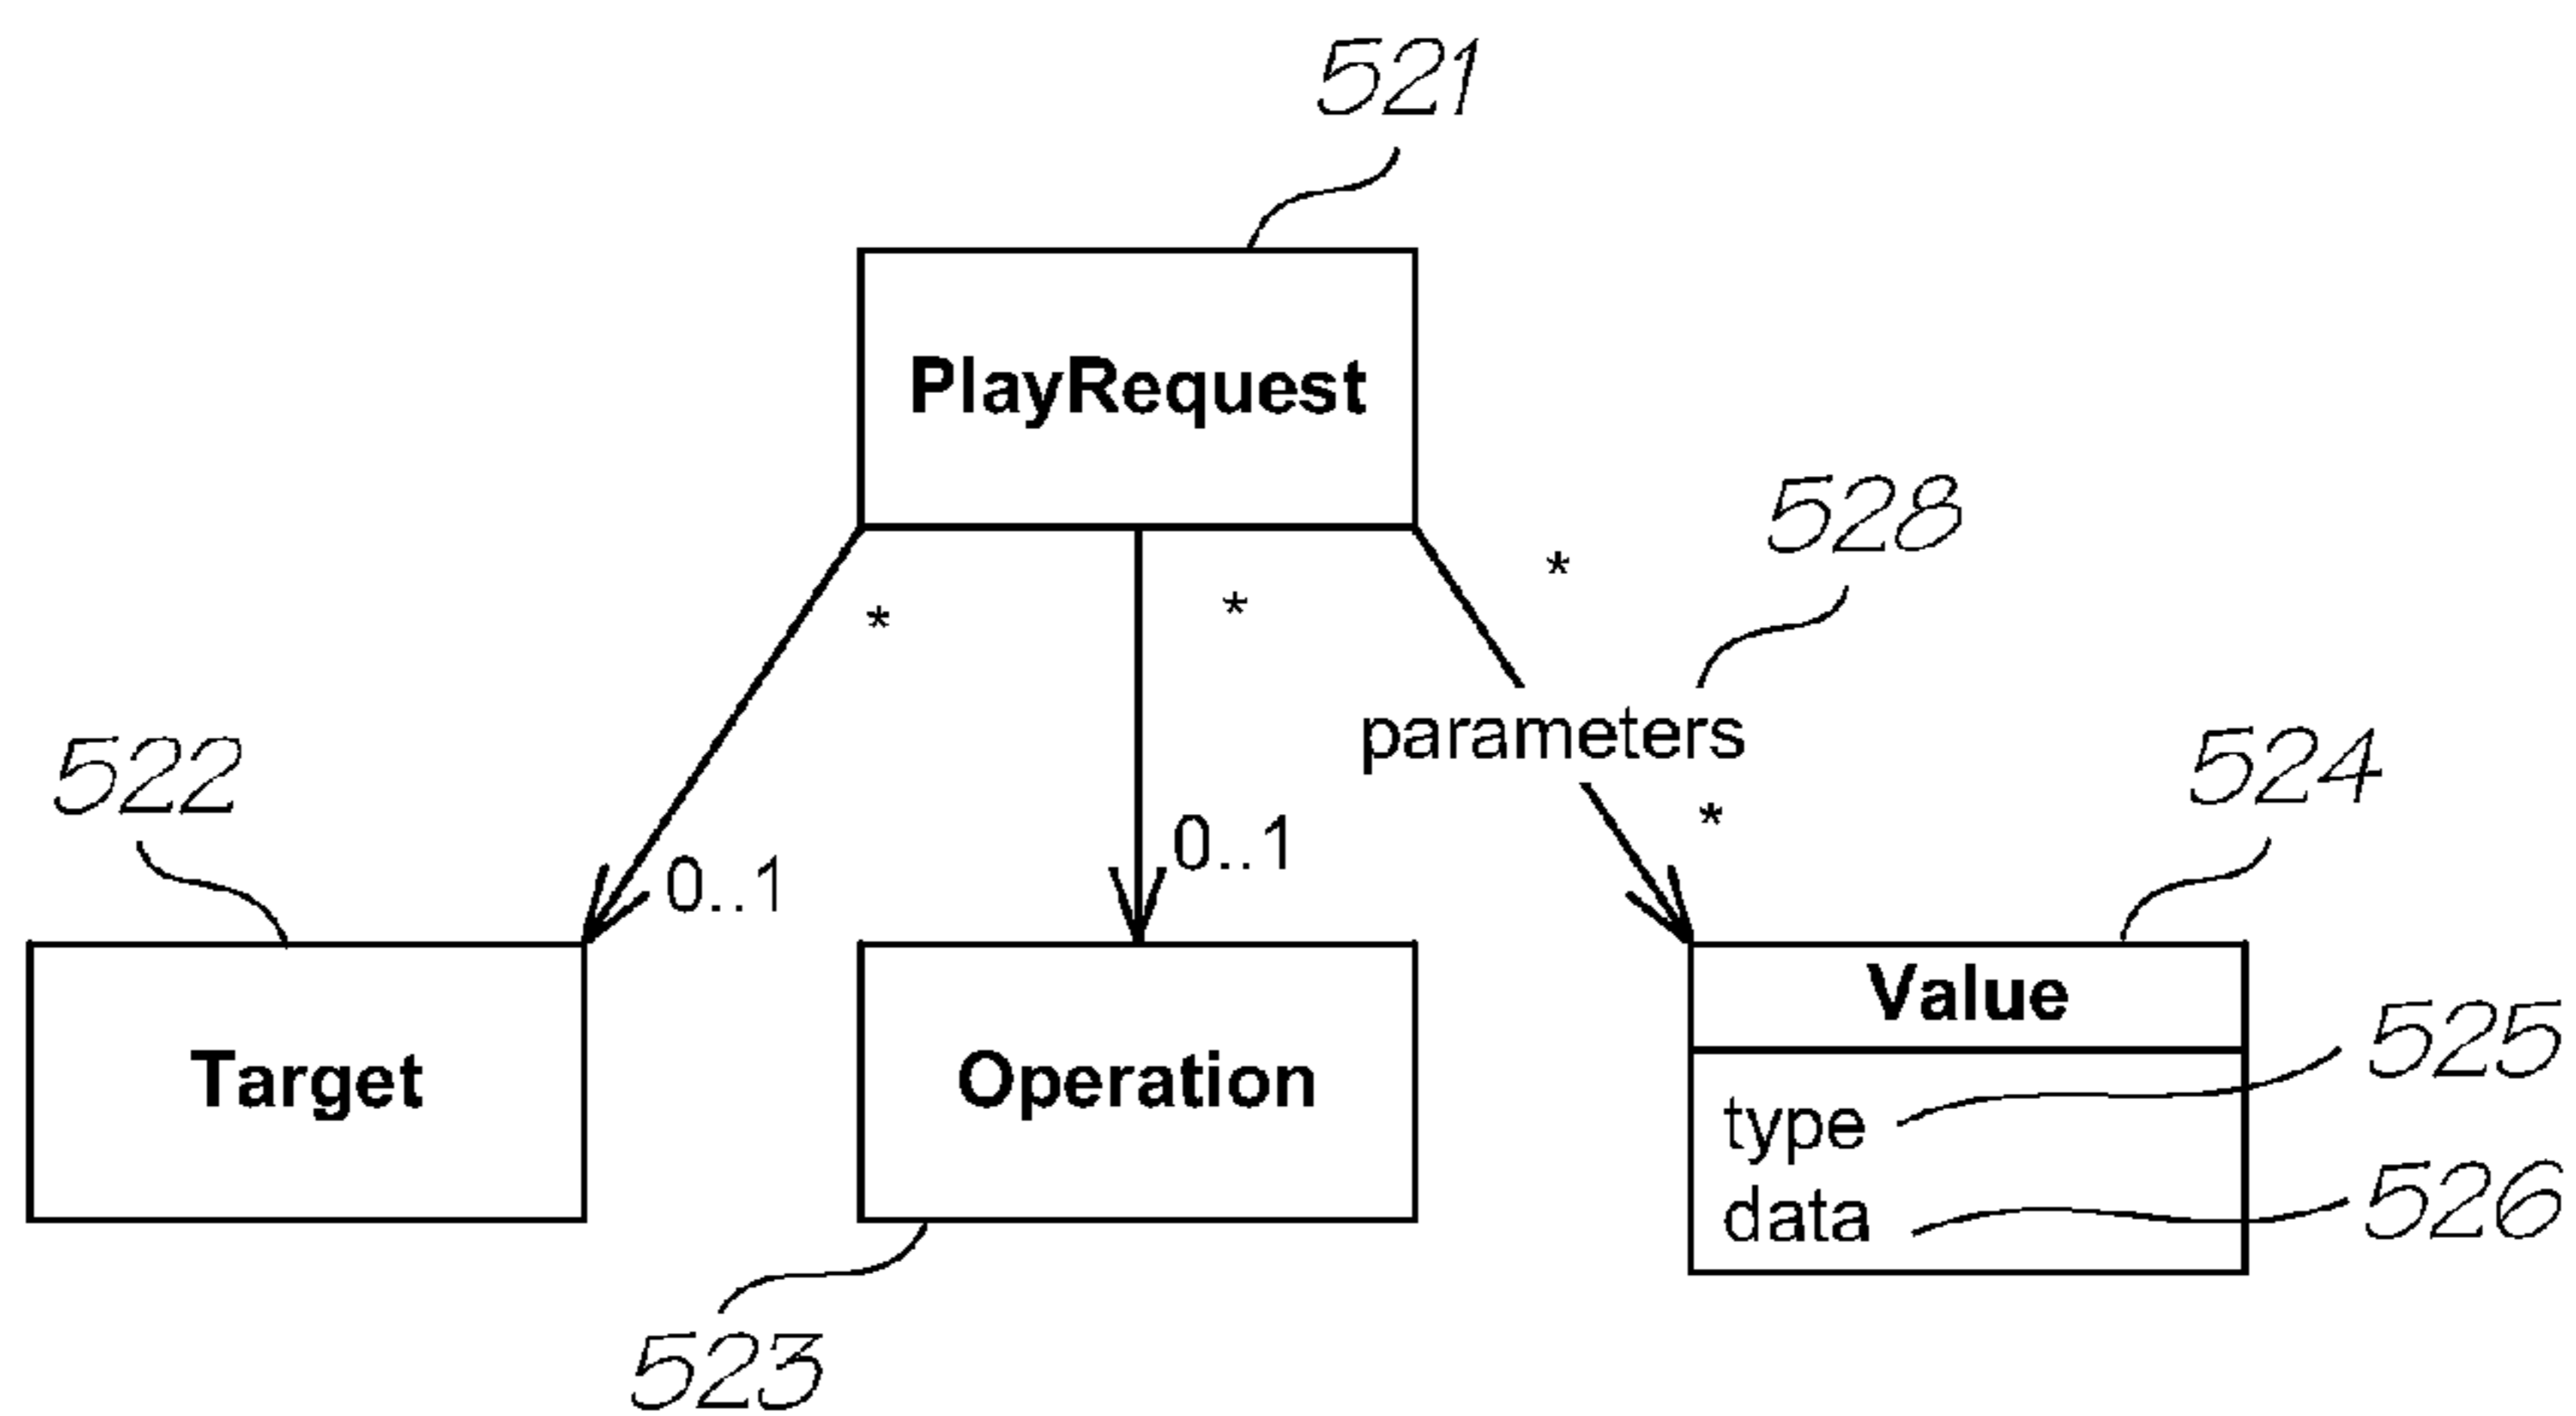 521
PlayRequest
528
*
*
*
parameters
522
524
*
0..1
0..1
Value
Target
Operation
525
type
data
526
523